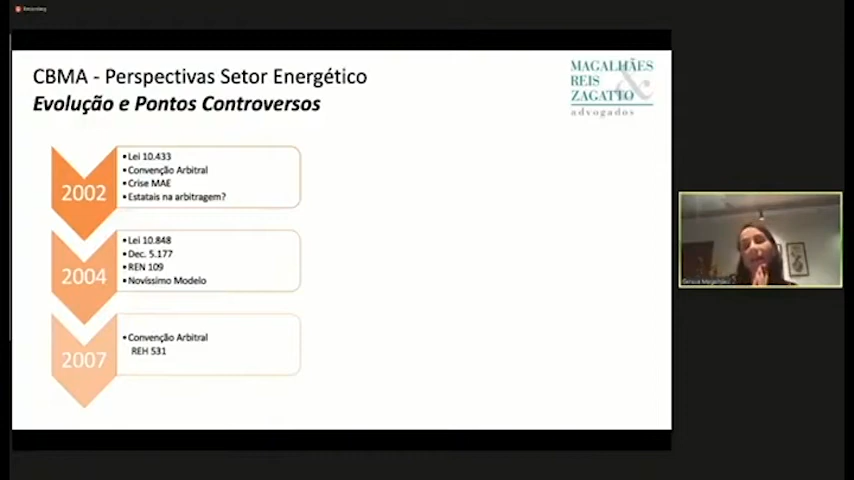 CBMA - Perspectivas Setor Energético
Evolução e Pontos Controversos
MAGALHÃES
REIS &
ZAGATTO
advogados
2002
•Lei 10.433
•Convenção Arbitral
•Crise MAE
•Estatais na arbitragem?
2004
•Lei 10.848
•Dec. 5.177
•REN 109
•Novíssimo Modelo
2007
•Convenção Arbitral
REH 531
Magalhães